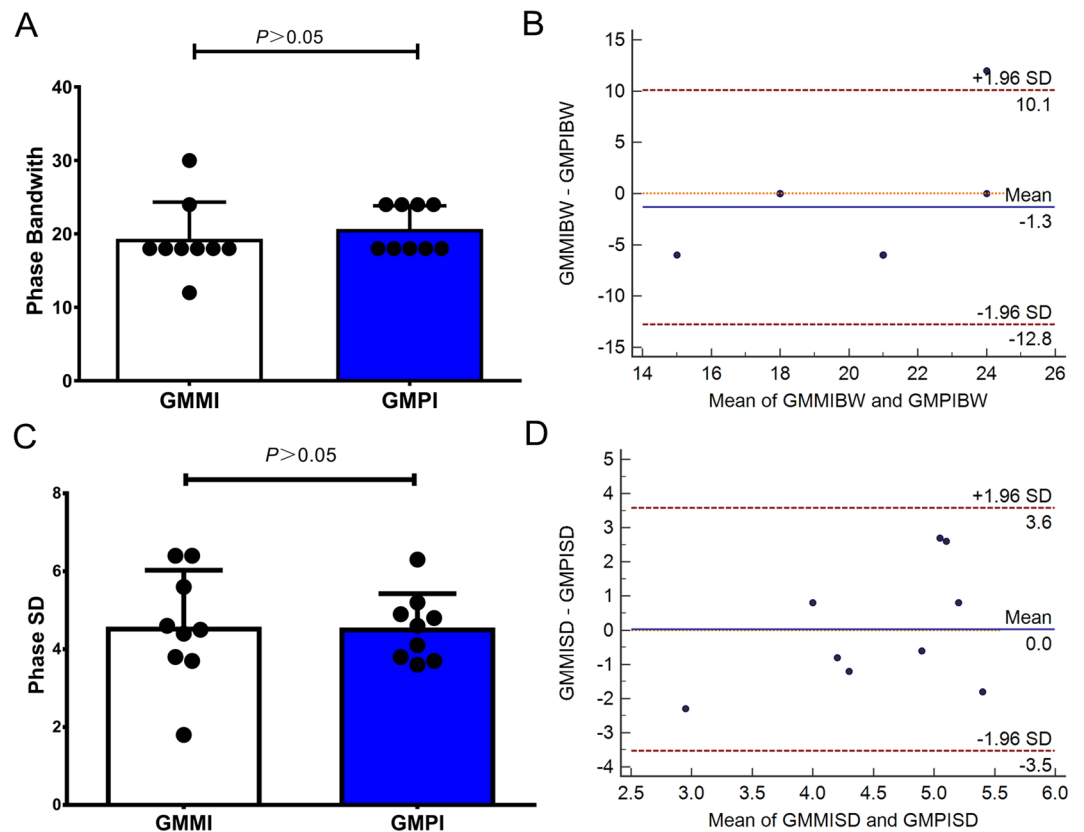 A
P＞0.05
Phase Bandwith
40
30
20
10
0
GMMI
GMPI
B
GMMIBW - GMPIBW
15
10
5
0
-5
-10
-15
+1.96 SD
10.1
Mean
-1.3
-1.96 SD
-12.8
14 16 18 20 22 24 26
Mean of GMMIBW and GMPIBW
C
P＞0.05
Phase SD
8
6
4
2
0
GMMI
GMPI
D
GMMISD - GMPISD
5
4
3
2
1
0
-1
-2
-3
-4
+1.96 SD
3.6
Mean
0.0
-1.96 SD
-3.5
2.5 3.0 3.5 4.0 4.5 5.0 5.5 6.0
Mean of GMMISD and GMPISD